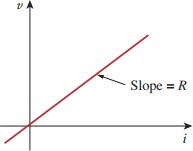 v
Slope = R
i